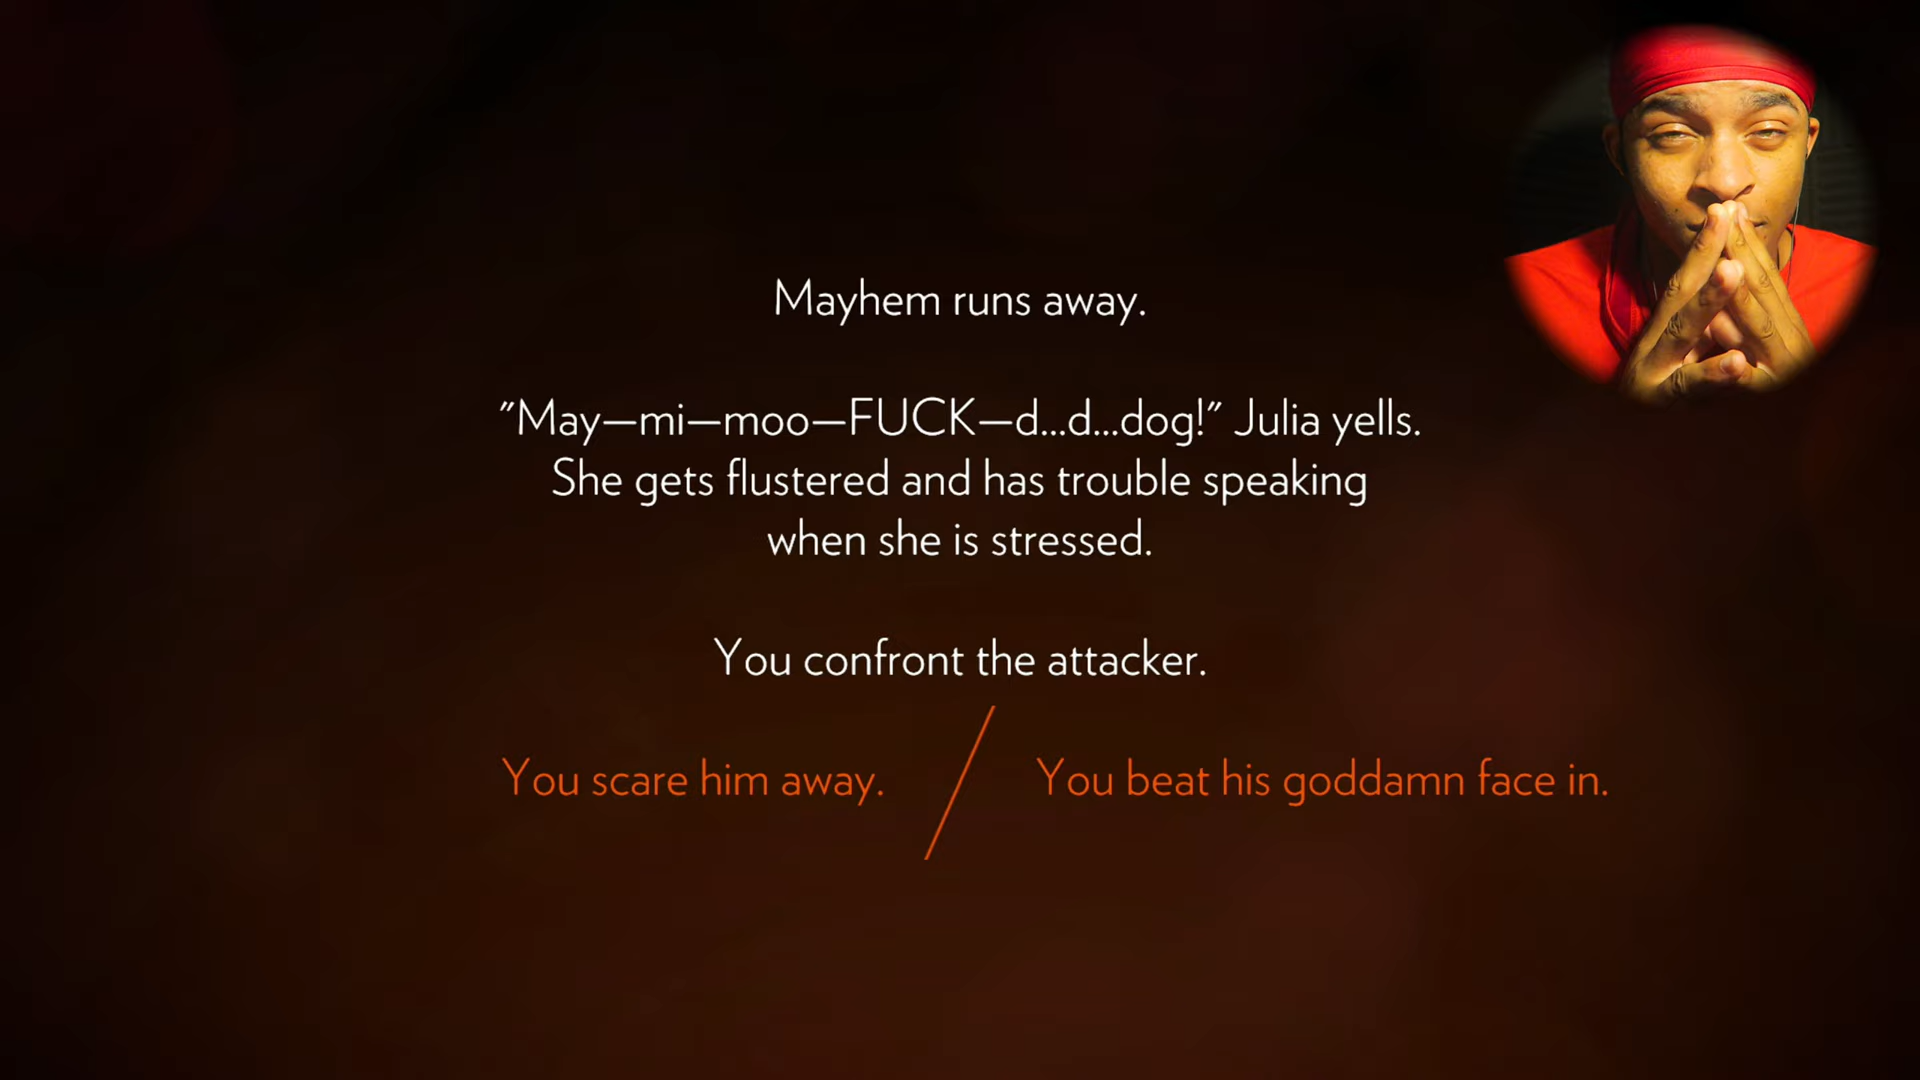 Mayhem runs away.
"May—mi—moo—FUCK—d...d...dog!" Julia yells.
She gets flustered and has trouble speaking
when she is stressed.
You confront the attacker.
You scare him away. / You beat his goddamn face in.